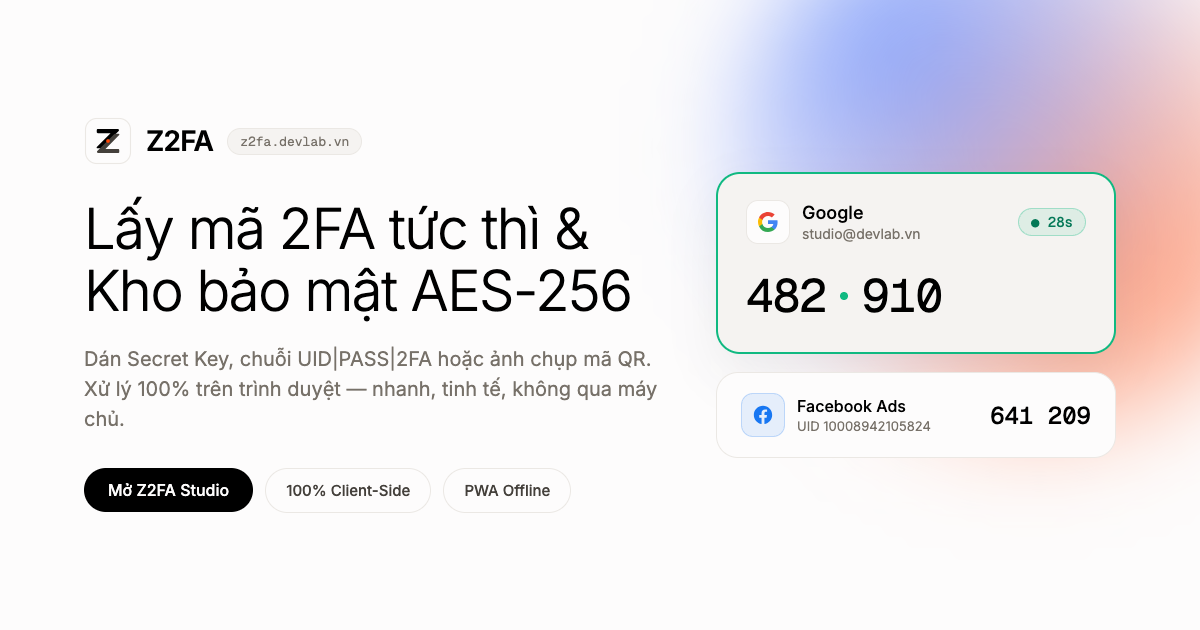 Z2FA
z2fa.devlab.vn
Lấy mã 2FA tức thì &
Kho bảo mật AES-256
Dán Secret Key, chuỗi UID|PASS|2FA hoặc ảnh chụp mã QR.
Xử lý 100% trên trình duyệt — nhanh, tinh tế, không qua máy
chủ.
Mở Z2FA Studio
100% Client-Side
PWA Offline
Google
studio@devlab.vn
28s
482 · 910
Facebook Ads
UID 10008942105824
641 209